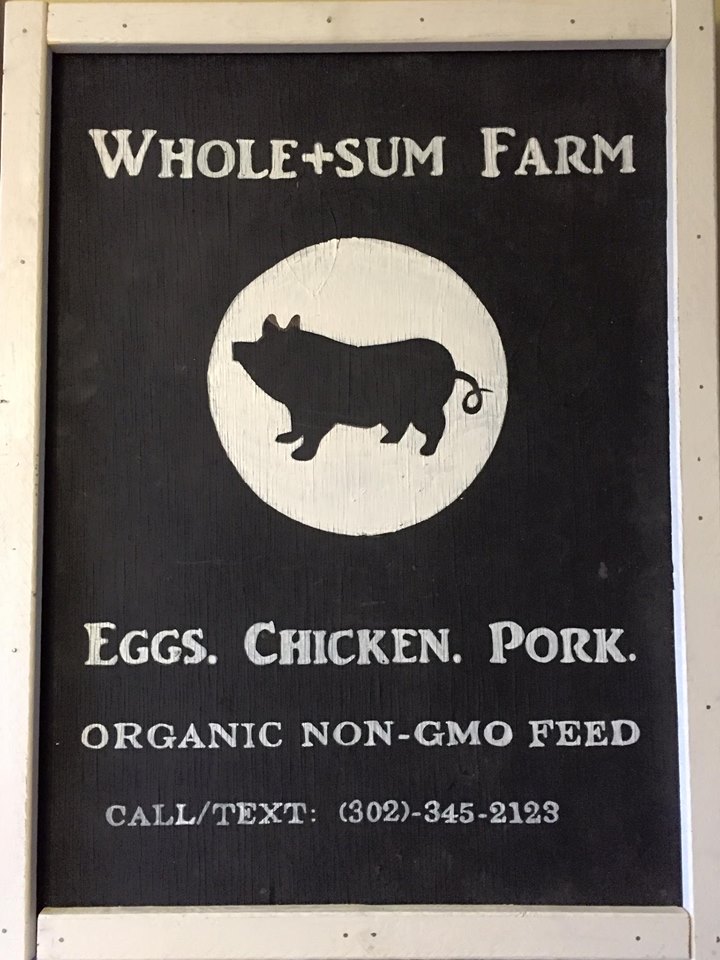 WHOLE+SUM FARM
EGGS. CHICKEN. PORK.
ORGANIC NON-GMO FEED
CALL/TEXT: (302)-345-2123